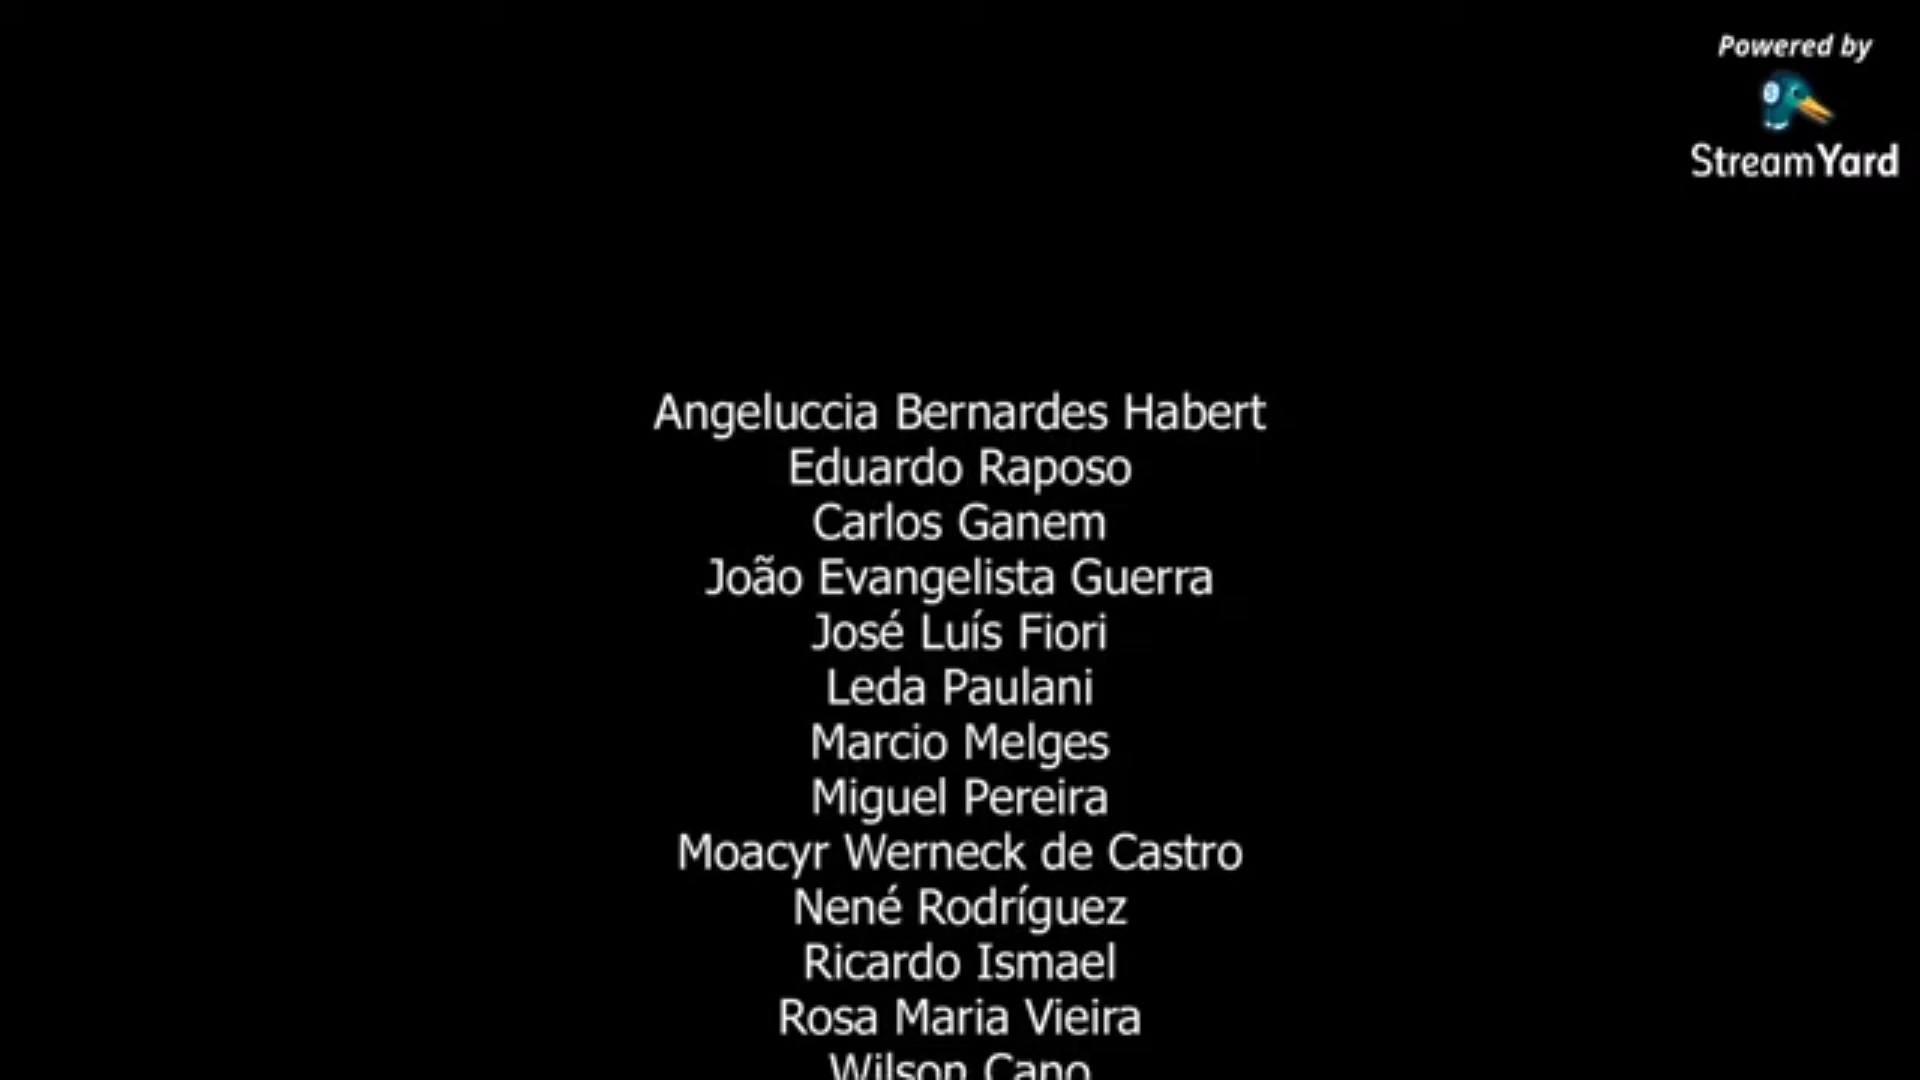 Powered by
StreamYard
Angeluccia Bernardes Habert
Eduardo Raposo
Carlos Ganem
João Evangelista Guerra
José Luís Fiori
Leda Paulani
Marcio Melges
Miguel Pereira
Moacyr Werneck de Castro
Nené Rodríguez
Ricardo Ismael
Rosa Maria Vieira
Wilson Cano